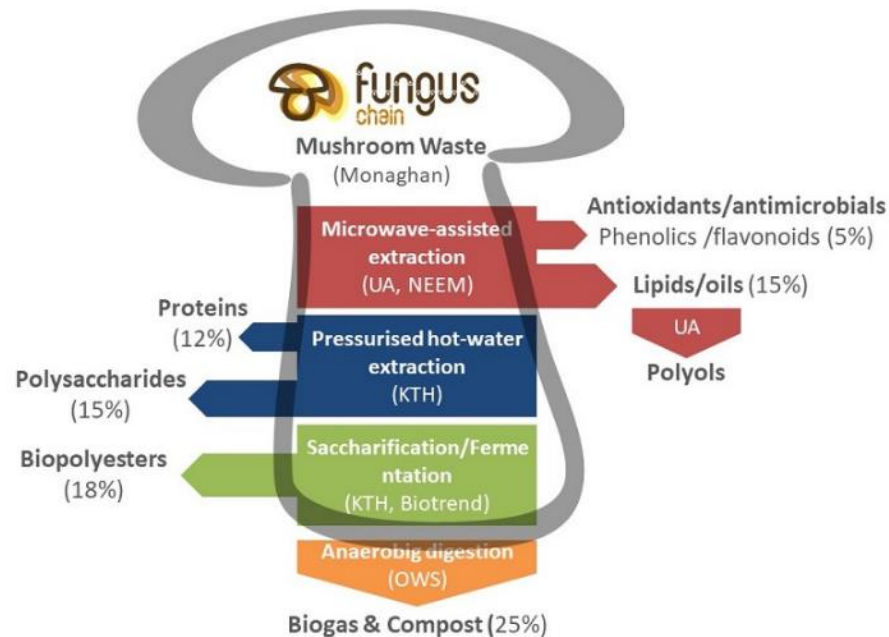 fungus
chain
Mushroom Waste
(Monaghan)
Microwave-assisted
extraction
(UA, NEEM)
Antioxidants/antimicrobials
Phenolics /flavonoids (5%)
Lipids/oils (15%)
UA
Polyols
Proteins
(12%)
Pressurised hot-water
extraction
(KTH)
Polysaccharides
(15%)
Saccharification/Ferme
ntation
(KTH, Biotrend)
Biopolyesters
(18%)
Anaerobig digestion
(OWS)
Biogas & Compost (25%)